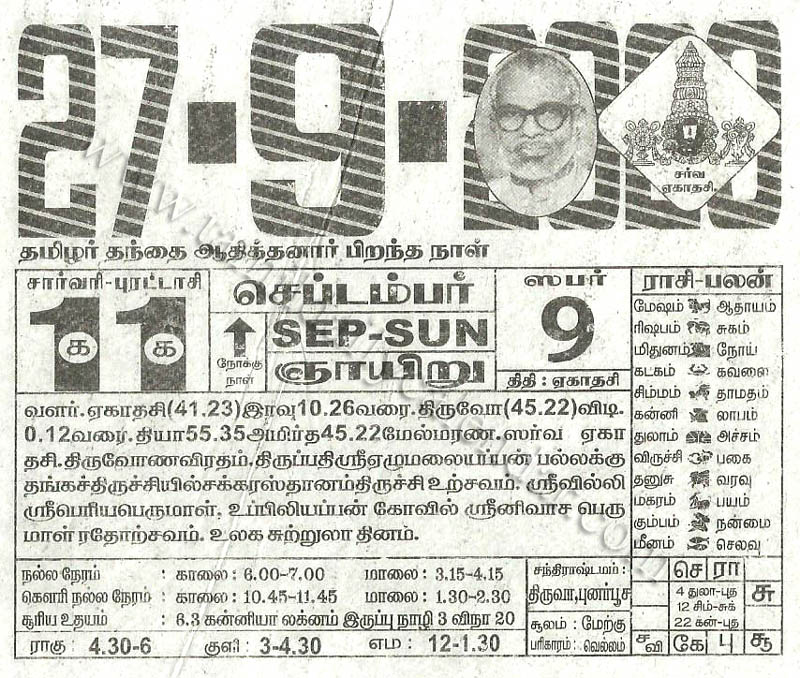 27-9-2020
சர்வ
ஏகாதசி.
தமிழர் தந்தை ஆதித்தனார் பிறந்த நாள்
சார்வரி-புரட்டாசி
11
க க
நோக்கு
நாள்
செப்டம்பர்
SEP-SUN
ஞாயிறு
ஸபர்
9
திதி : ஏகாதசி
ராசி-பலன்
மேஷம் ஆதாயம்
ரிஷபம் சுகம்
மிதுனம் நோய்
கடகம் கவலை
சிம்மம் தாமதம்
கன்னி லாபம்
துலாம் அச்சம்
விருச்சி பகை
தனுசு வரவு
மகரம் பயம்
கும்பம் நன்மை
மீனம் செலவு
வளர். ஏகாதசி(41.23)இரவு10.26வரை. திருவோ(45.22)விடி.
0.12வரை. தியா55.35அமிர்த45.22மேல்மரண. ஸர்வ ஏகா
தசி. திருவோணவிரதம். திருப்பதிஸ்ரீஏழுமலையப்பன் பல்லக்கு
தங்கச்திருச்சியில்சக்கரஸ்தானம்திருச்சி உற்சவம். ஸ்ரீவில்லி
ஸ்ரீபெரியபெருமாள், உப்பிலியப்பன் கோவில் ஸ்ரீனிவாச பெரு
மாள் ரதோற்சவம். உலக சுற்றுலா தினம்.
நல்ல நேரம் : காலை : 6.00-7.00 மாலை : 3.15-4.15
கௌரி நல்ல நேரம் : காலை : 10.45-11.45 மாலை : 1.30-2.30
சூரிய உதயம் : 6.3 கன்னியா லக்னம் இருப்பு நாழி 3 விநா 20
ராகு : 4.30-6 குளி : 3-4.30 எம : 12-1.30
சந்திராஷ்டமம் :
திருவா,புனர்பூச
சூலம் : மேற்கு
பரிகாரம் : வெல்லம்
செ ரா
4 துலா-புத
12 சிம்-சுக்
22 கன்-புத
சு
ச
வி
கே பு சூ